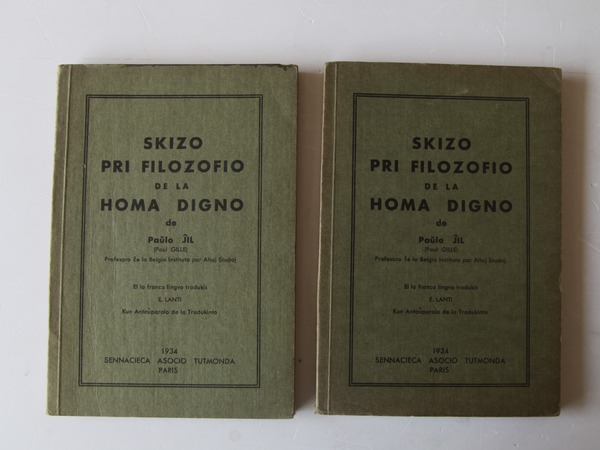 SKIZO
PRI FILOZOFIO
DE LA
HOMA DIGNO
de
Paŭlo ĴIL
(Paul GILLE)
Profesoro ĉe la Belgia Instituto por Altaj Studoj
El la franca lingvo tradukis
E. LANTI
Kun Antaŭparolo de la Tradukinto
1934
SENNACIECA ASOCIO TUTMONDA
PARIS
SKIZO
PRI FILOZOFIO
DE LA
HOMA DIGNO
de
Paŭlo ĴIL
(Paul GILLE)
Profesoro ĉe la Belgia Instituto por Altaj Studoj
El la franca lingvo tradukis
E. LANTI
Kun Antaŭparolo de la Tradukinto
1934
SENNACIECA ASOCIO TUTMONDA
PARIS